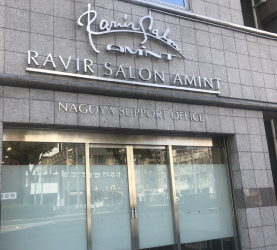 Ravir Salon
AMINT
RAVIR SALON AMINT
NAGOYA SUPPORT OFFICE